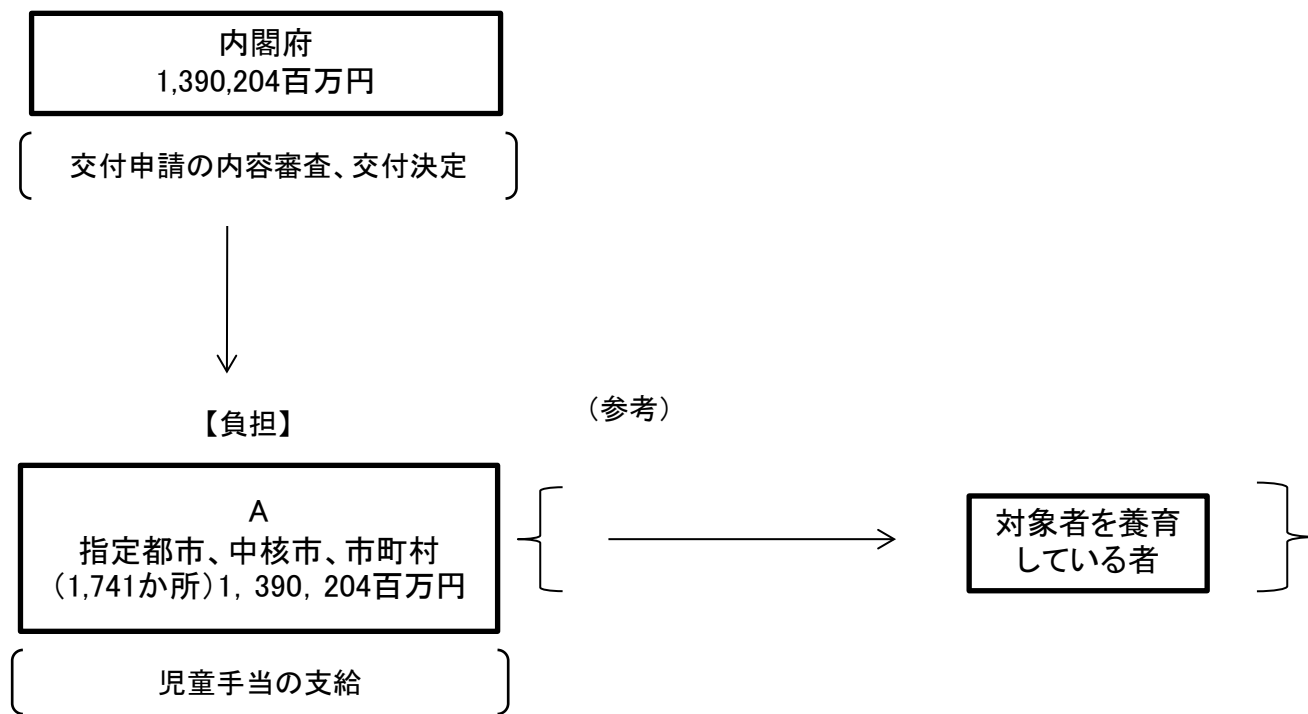 内閣府
1,390,204百万円
交付申請の内容審査、交付決定
【負担】
（参考）
A
指定都市、中核市、市町村
（1,741か所）1，390，204百万円
対象者を養育
している者
児童手当の支給